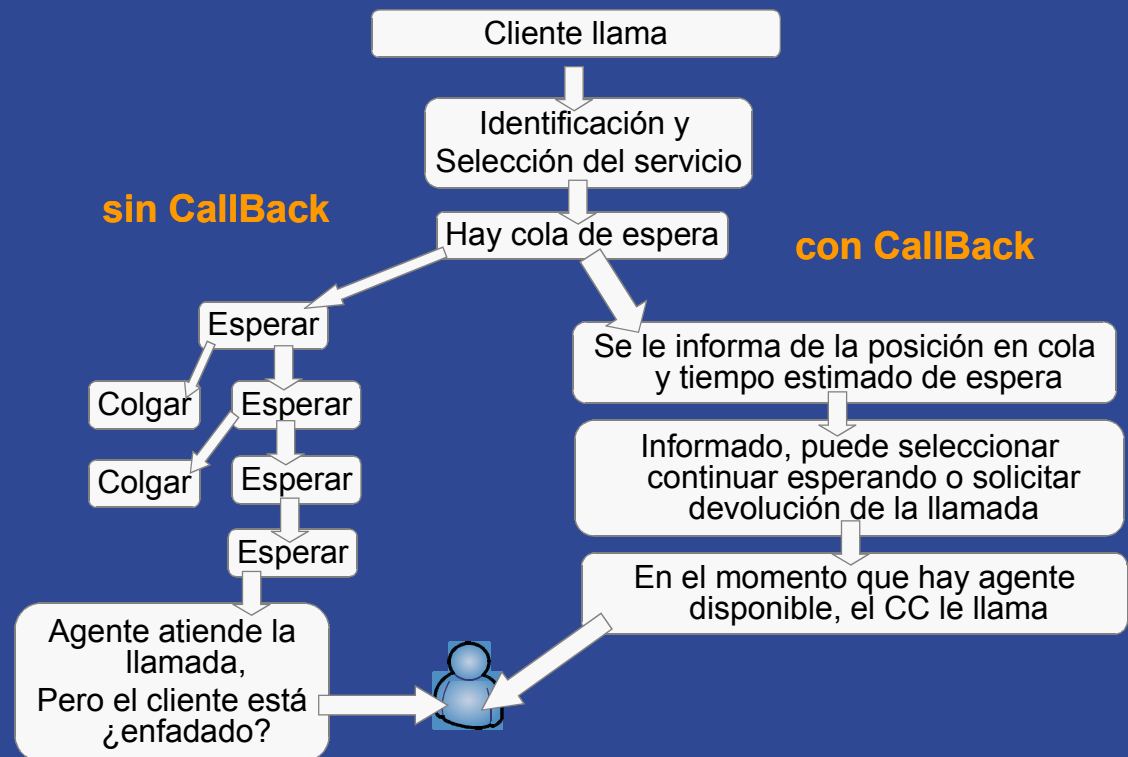 Cliente llama
Identificación y
Selección del servicio
sin CallBack
Hay cola de espera
con CallBack
Esperar
Se le informa de la posición en cola
y tiempo estimado de espera
Colgar
Esperar
Informado, puede seleccionar
continuar esperando o solicitar
devolución de la llamada
Colgar
Esperar
Esperar
En el momento que hay agente
disponible, el CC le llama
Agente atiende la
llamada,
Pero el cliente está
¿enfadado?